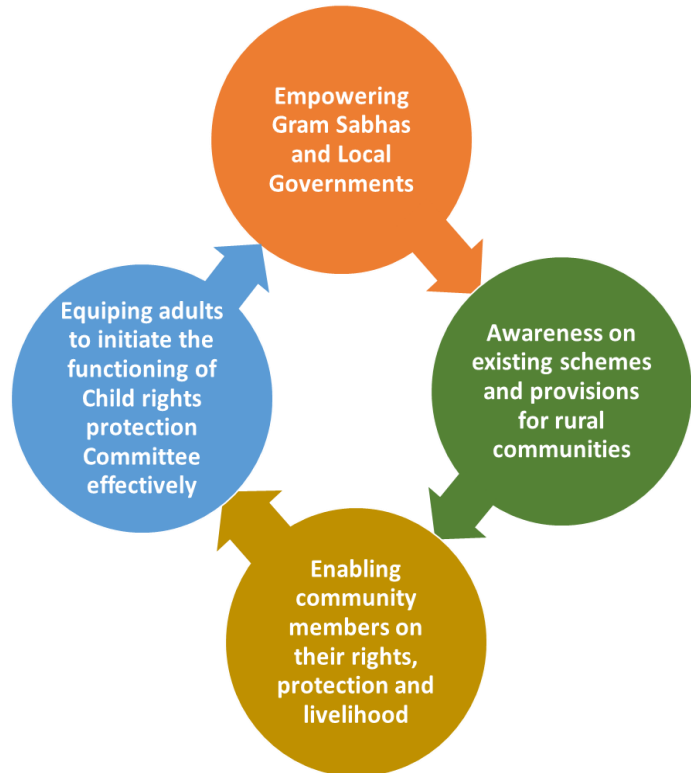 Empowering
Gram Sabhas
and Local
Governments
Awareness on
existing schemes
and provisions
for rural
communities
Enabling
community
members on
their rights,
protection and
livelihood
Equiping adults
to initiate the
functioning of
Child rights
protection
Committee
effectively